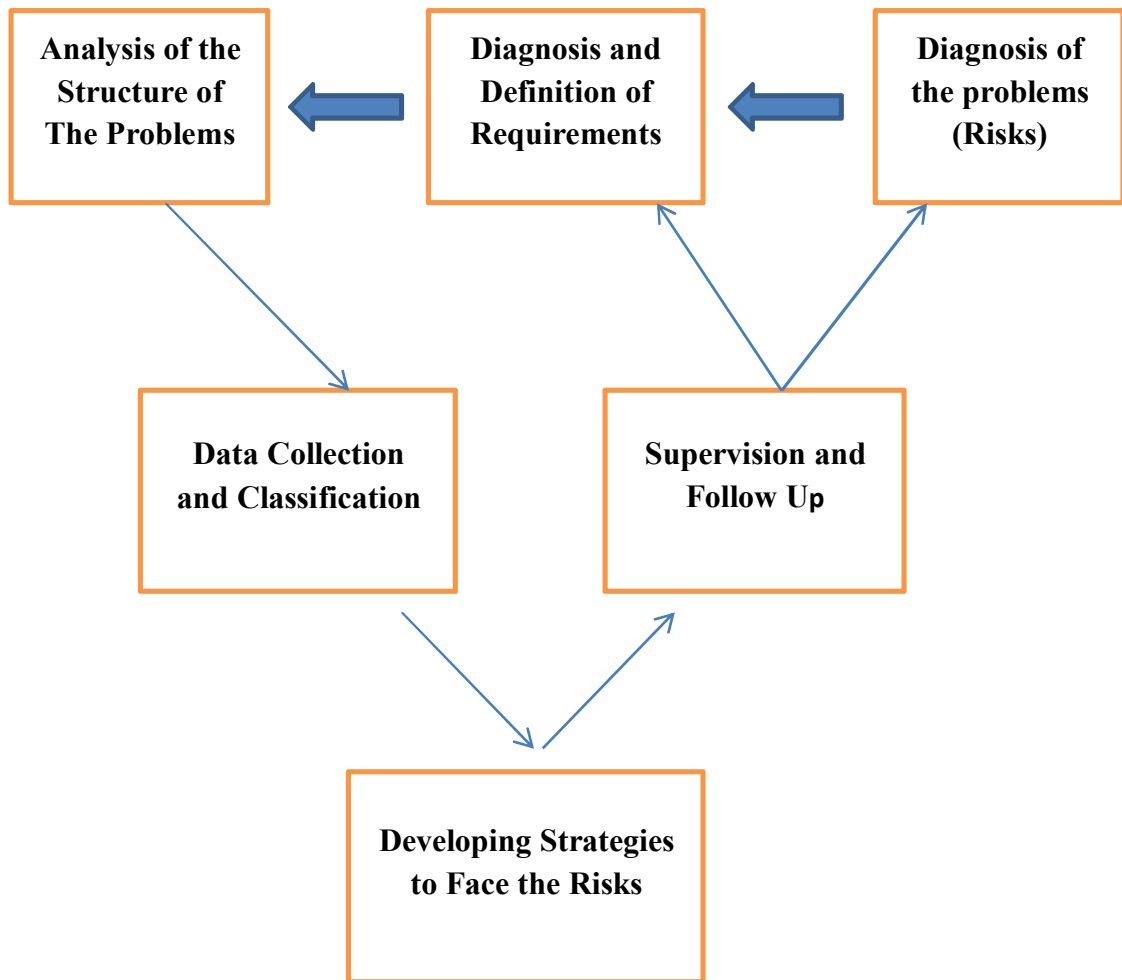 Analysis of the
Structure of
The Problems
Diagnosis and
Definition of
Requirements
Diagnosis of
the problems
(Risks)
Data Collection
and Classification
Supervision and
Follow Up
Developing Strategies
to Face the Risks